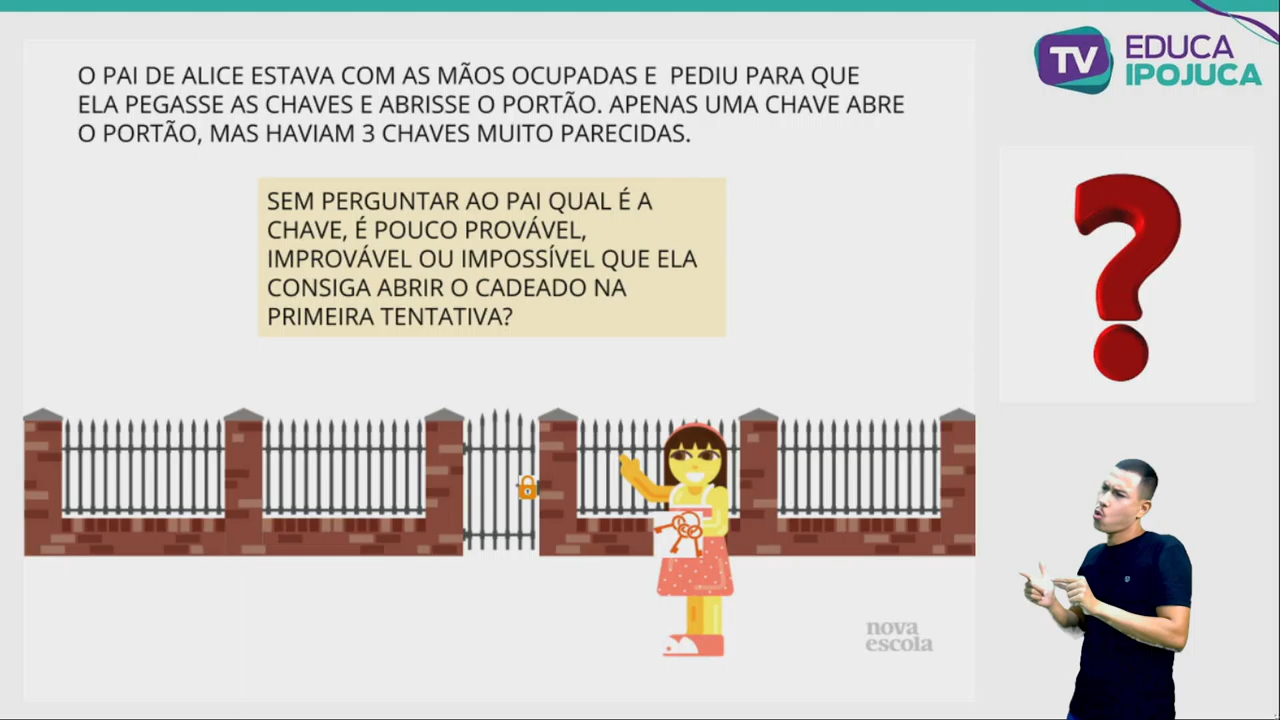 O PAI DE ALICE ESTAVA COM AS MÃOS OCUPADAS E PEDIU PARA QUE
ELA PEGASSE AS CHAVES E ABRISSE O PORTÃO. APENAS UMA CHAVE ABRE
O PORTÃO, MAS HAVIAM 3 CHAVES MUITO PARECIDAS.
SEM PERGUNTAR AO PAI QUAL É A
CHAVE, É POUCO PROVÁVEL,
IMPROVÁVEL OU IMPOSSÍVEL QUE ELA
CONSIGA ABRIR O CADEADO NA
PRIMEIRA TENTATIVA?
TV EDUCA
IPOJUCA
?
nova
escola